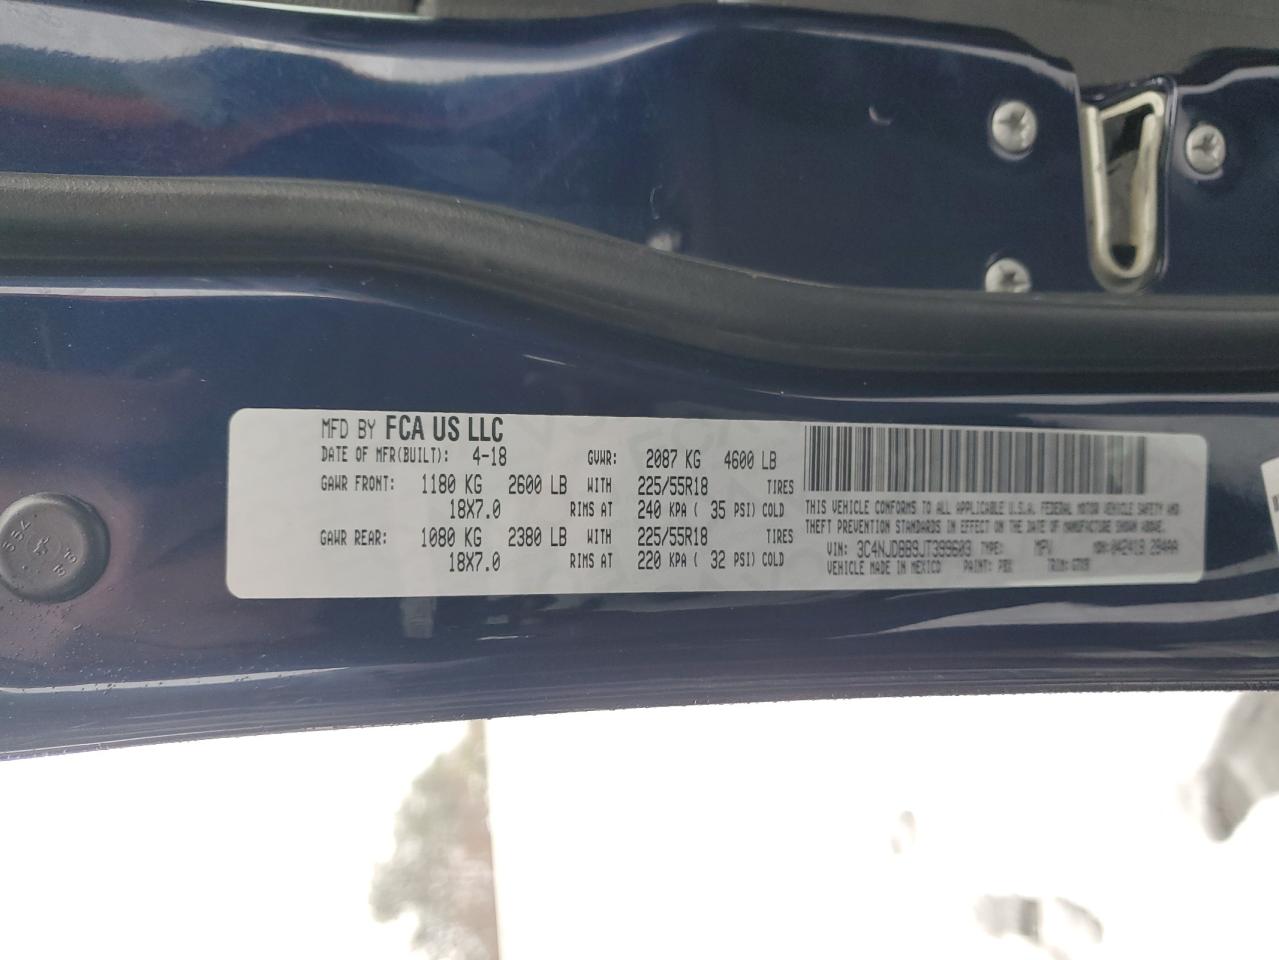 MFD BY FCA US LLC
DATE OF MFR(BUILT): 4-18 GVWR: 2087 KG 4600 LB
GAWR FRONT: 1180 KG 2600 LB WITH 225/55R18 TIRES
18X7.0 RIMS AT 240 KPA ( 35 PSI) COLD
GAWR REAR: 1080 KG 2380 LB WITH 225/55R18 TIRES
18X7.0 RIMS AT 220 KPA ( 32 PSI) COLD
THIS VEHICLE CONFORMS TO ALL APPLICABLE U.S.A. FEDERAL MOTOR VEHICLE SAFETY AND
THEFT PREVENTION STANDARDS IN EFFECT ON THE DATE OF MANUFACTURE SHOWN ABOVE.
VIN: 3C4NJDBB9JT399603 TYPE: MPV
VEHICLE MADE IN MEXICO PAINT: TRIM: